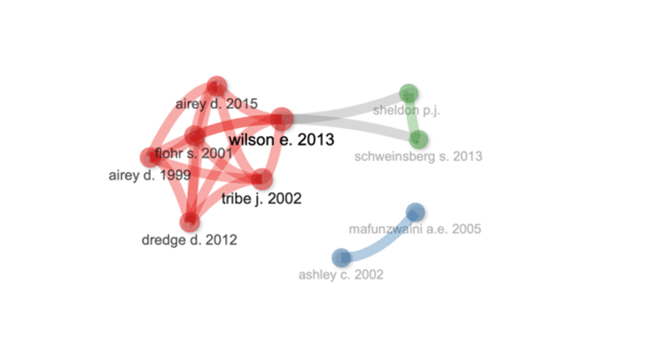 airey d. 2015
sheldon p.j.
wilson e. 2013
flohr s. 2001
schweinsberg s. 2013
airey d. 1999
tribe j. 2002
mafunzwaini a.e. 2005
dredge d. 2012
ashley c. 2002